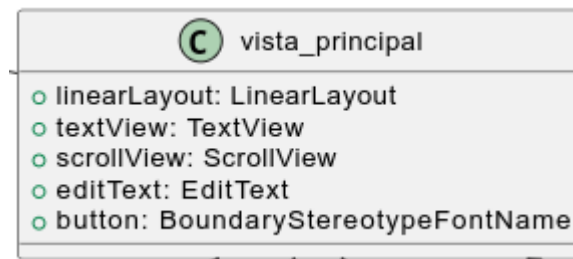 C vista_principal
linearLayout: LinearLayout
textView: TextView
scrollView: ScrollView
editText: EditText
button: BoundaryStereotypeFontName